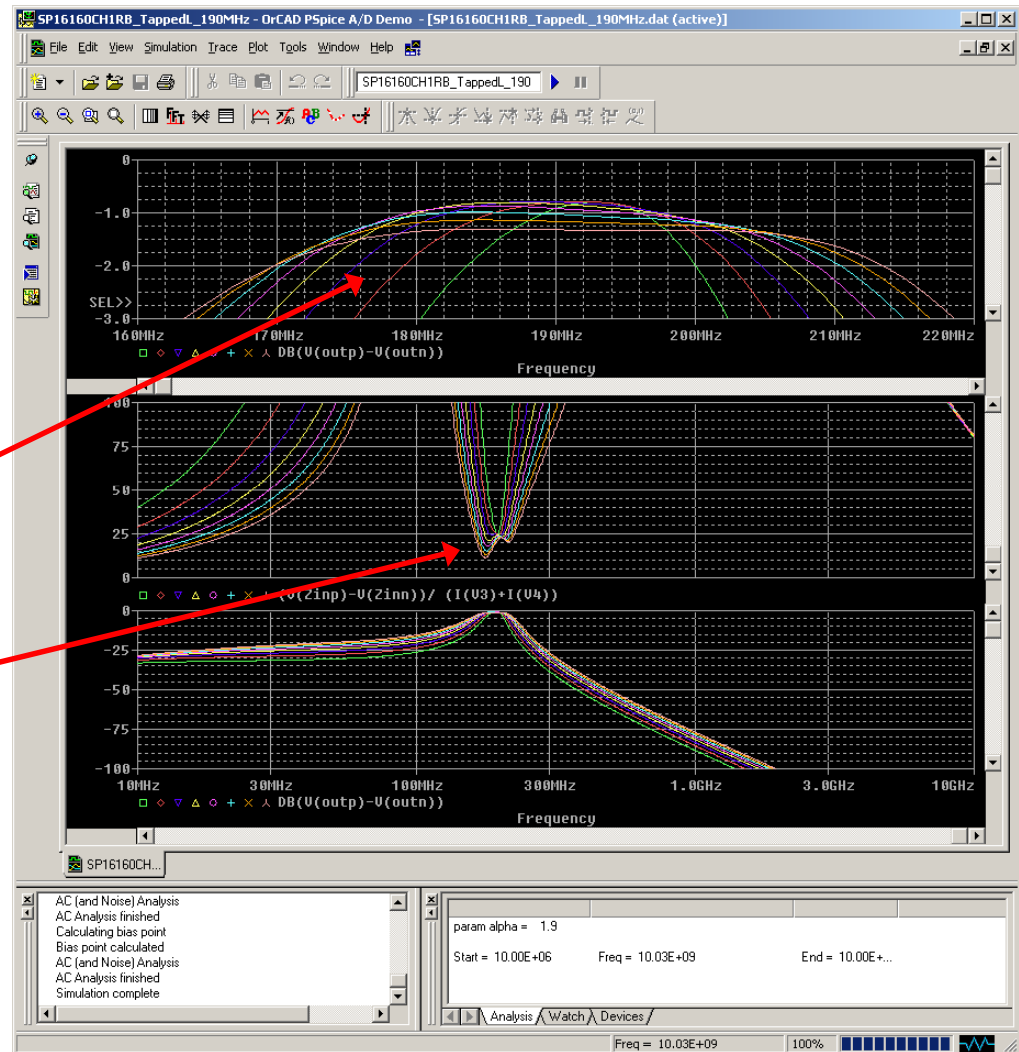 SP16160CH1RB_TappedL_190MHz - OrCAD PSpice A/D Demo - [SP16160CH1RB_TappedL_190MHz.dat (active)]
File Edit View Simulation Trace Plot Tools Window Help
SP16160CH1RB_TappedL_190
0
-1.0
-2.0
SEL>>
-3.0
160MHz 170MHz 180MHz 190MHz 200MHz 210MHz 220MHz
DB(V(outp)-V(outn))
Frequency
100
75
50
25
0
(V(Zinp)-V(Zinn))/ (I(V3)+I(V4))
0
-25
-50
-75
-100
10MHz 30MHz 100MHz 300MHz 1.0GHz 3.0GHz 10GHz
DB(V(outp)-V(outn))
Frequency
SP16160CH...
AC (and Noise) Analysis
AC Analysis finished
Calculating bias point
Bias point calculated
AC (and Noise) Analysis
AC Analysis finished
Simulation complete
param alpha = 1.9
Start = 10.00E+06 Freq = 10.03E+09 End = 10.00E+...
Analysis Watch Devices
Freq = 10.03E+09 100%